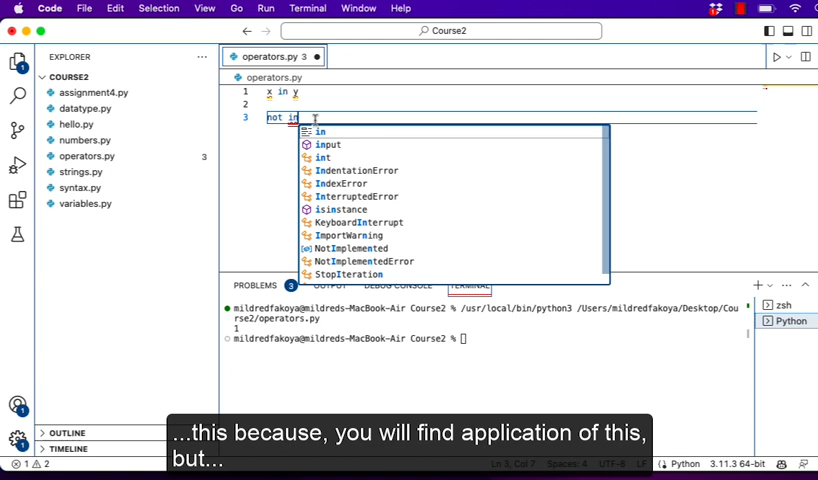 Code File Edit Selection View Go Run Terminal Window Help
Course2
EXPLORER
operators.py 3
COURSE2
operators.py
assignment4.py
datatype.py
hello.py
numbers.py
operators.py 3
strings.py
syntax.py
variables.py
1 x in y
2
3 not in
in
input
int
IndentationError
IndexError
InterruptedError
isinstance
KeyboardInterrupt
ImportWarning
NotImplemented
NotImplementedError
StopIteration
PROBLEMS 3 OUTPUT DEBUG CONSOLE TERMINAL
mildredfakoya@mildreds-MacBook-Air Course2 % /usr/local/bin/python3 /Users/mildredfakoya/Desktop/Cou
rse2/operators.py
1
mildredfakoya@mildreds-MacBook-Air Course2 %
zsh
Python
1
1
1
OUTLINE
TIMELINE
...this because, you will find application of this,
but...
1 2
Ln 3, Col 7 Spaces: 4 UTF-8 LF Python 3.11.3 64-bit